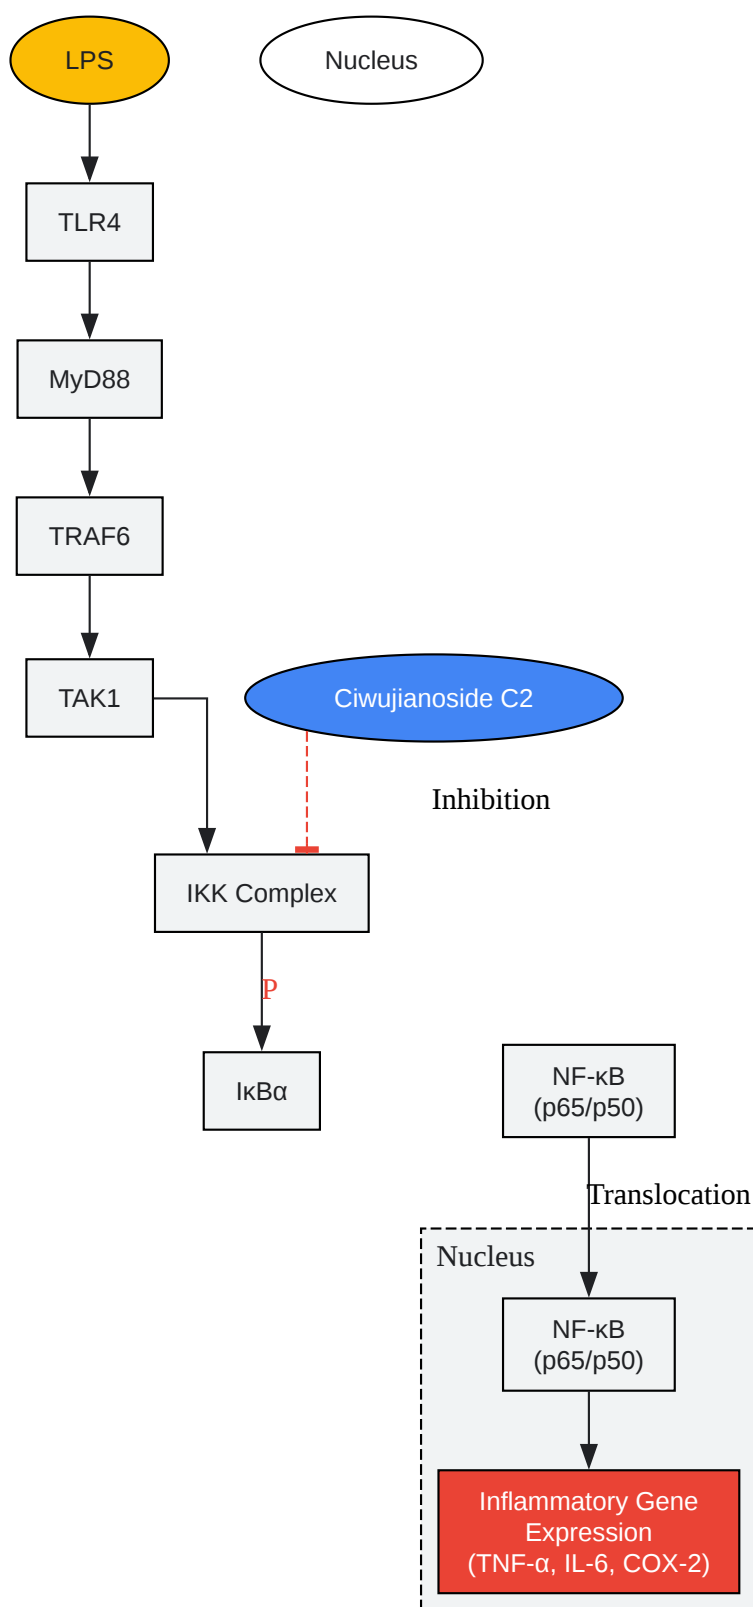 LPS
Nucleus
TLR4
MyD88
TRAF6
TAK1
Ciwujianoside C2
Inhibition
IKK Complex
P
IκBα
NF-κB
(p65/p50)
Translocation
Nucleus
NF-κB
(p65/p50)
Inflammatory Gene
Expression
(TNF-α, IL-6, COX-2)